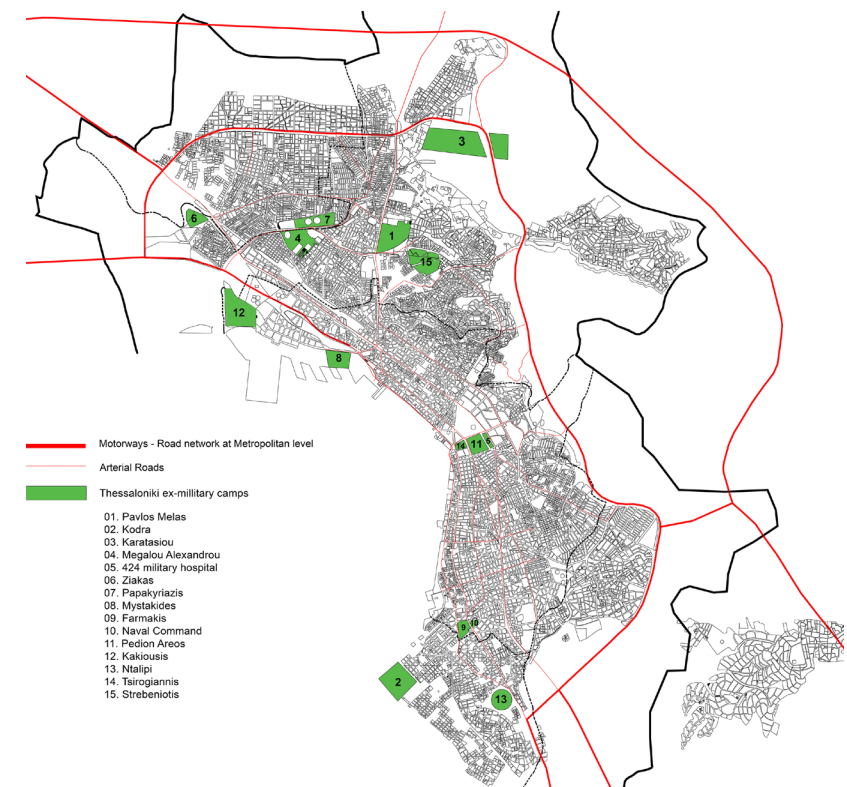 3
6
7
4
1
15
12
8
14
11
5
9
10
2
13
Motorways - Road network at Metropolitan level
Arterial Roads
Thessaloniki ex-millitary camps
01. Pavlos Melas
02. Kodra
03. Karatasiou
04. Megalou Alexandrou
05. 424 military hospital
06. Ziakas
07. Papakyriazis
08. Mystakides
09. Farmakis
10. Naval Command
11. Pedion Areos
12. Kakiousis
13. Ntalipi
14. Tsirogiannis
15. Strebeniotis